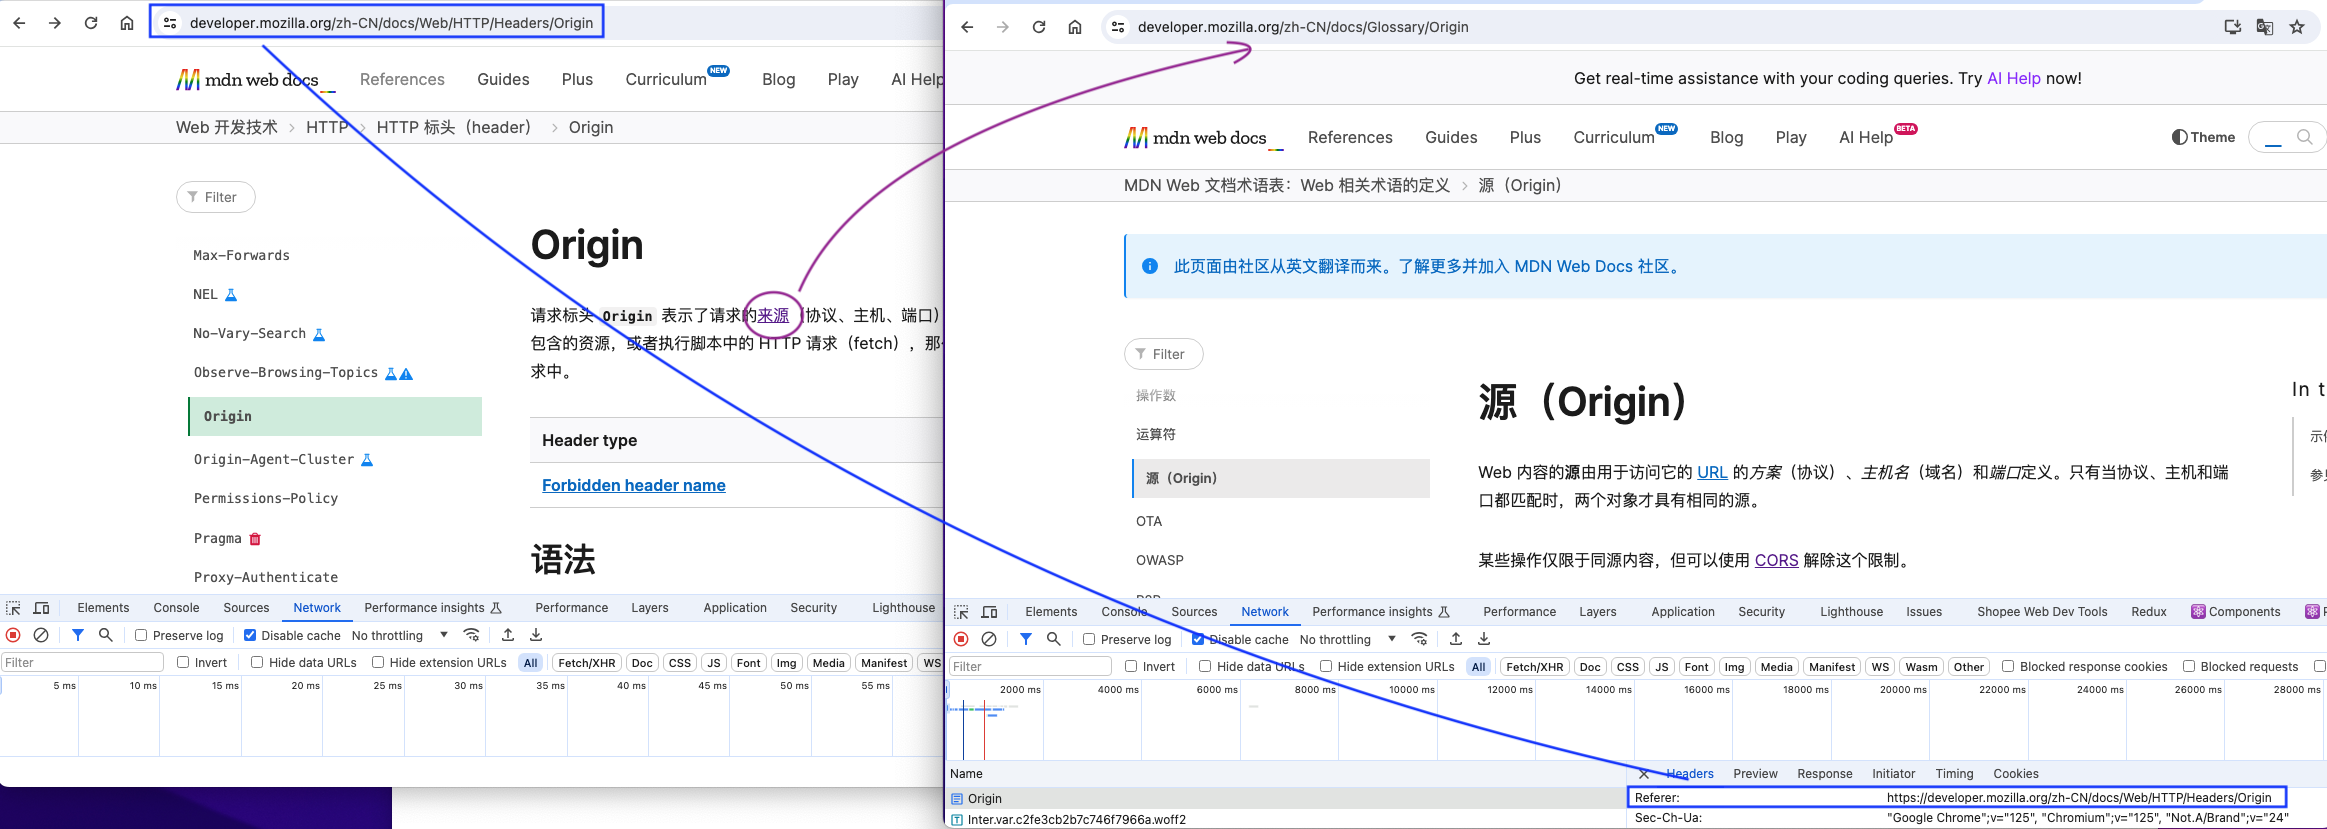 developer.mozilla.org/zh-CN/docs/Web/HTTP/Headers/Origin
mdn web docs
References Guides Plus Curriculum NEW Blog Play AI Help
Web 开发技术 › HTTP › HTTP 标头（header） › Origin
Filter
Max-Forwards
NEL
No-Vary-Search
Observe-Browsing-Topics
Origin
Origin-Agent-Cluster
Permissions-Policy
Pragma
Proxy-Authenticate
Origin
请求标头 Origin 表示了请求的来源（协议、主机、端口）
包含的资源，或者执行脚本中的 HTTP 请求（fetch），那
求中。
Header type
Forbidden header name
语法
Elements Console Sources Network Performance insights Performance Layers Application Security Lighthouse
Preserve log Disable cache No throttling
Filter Invert Hide data URLs Hide extension URLs All Fetch/XHR Doc CSS JS Font Img Media Manifest WS
5 ms 10 ms 15 ms 20 ms 25 ms 30 ms 35 ms 40 ms 45 ms 50 ms 55 ms
developer.mozilla.org/zh-CN/docs/Glossary/Origin
Get real-time assistance with your coding queries. Try AI Help now!
mdn web docs
References Guides Plus Curriculum NEW Blog Play AI Help BETA Theme
MDN Web 文档术语表：Web 相关术语的定义 › 源（Origin）
此页面由社区从英文翻译而来。了解更多并加入 MDN Web Docs 社区。
Filter
操作数
运算符
源（Origin）
OTA
OWASP
P2P
源（Origin）
Web 内容的源由用于访问它的 URL 的方案（协议）、主机名（域名）和端口定义。只有当协议、主机和端
口都匹配时，两个对象才具有相同的源。
某些操作仅限于同源内容，但可以使用 CORS 解除这个限制。
In t
示
参
Elements Console Sources Network Performance insights Performance Layers Application Security Lighthouse Issues Shopee Web Dev Tools Redux Components
Preserve log Disable cache No throttling
Filter Invert Hide data URLs Hide extension URLs All Fetch/XHR Doc CSS JS Font Img Media Manifest WS Wasm Other Blocked response cookies Blocked requests
2000 ms 4000 ms 6000 ms 8000 ms 10000 ms 12000 ms 14000 ms 16000 ms 18000 ms 20000 ms 22000 ms 24000 ms 26000 ms 28000 ms
Name
Origin
Inter.var.c2fe3cb2b7c746f7966a.woff2
Headers Preview Response Initiator Timing Cookies
Referer: https://developer.mozilla.org/zh-CN/docs/Web/HTTP/Headers/Origin
Sec-Ch-Ua: "Google Chrome";v="125", "Chromium";v="125", "Not.A/Brand";v="24"